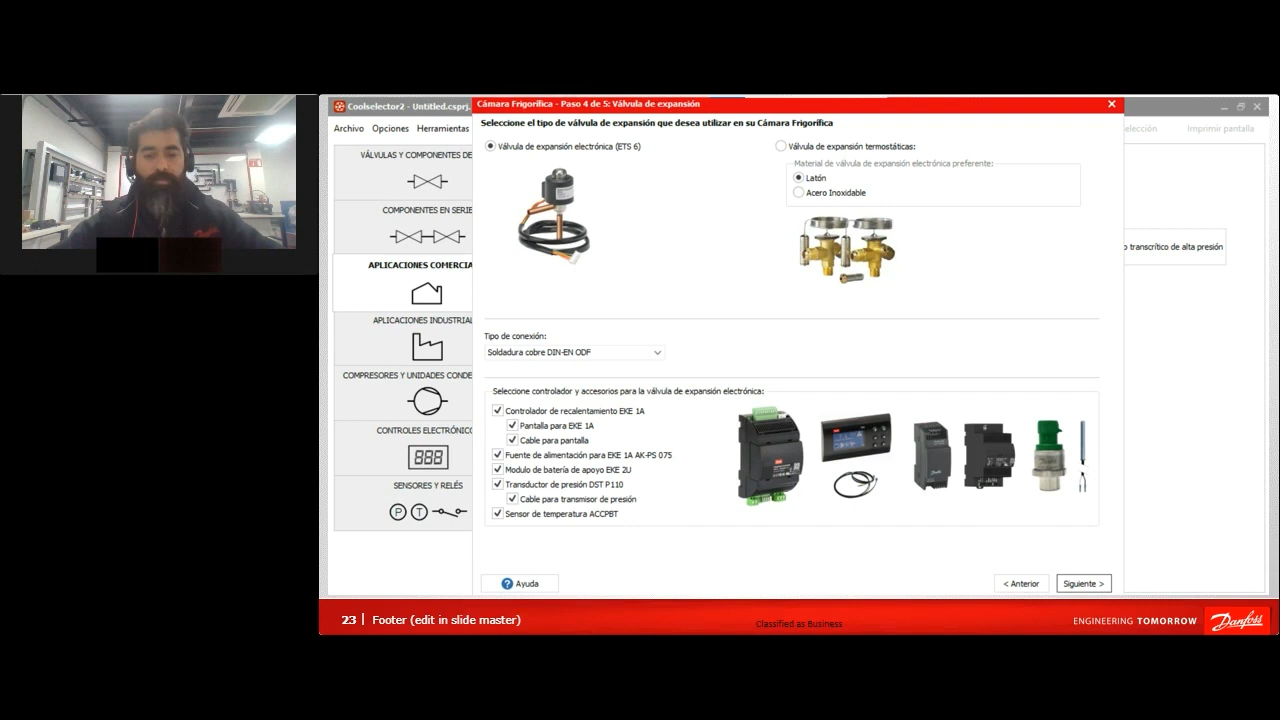 Coolselector2 - Untitled.csprj
Cámara Frigorífica - Paso 4 de 5: Válvula de expansión
Archivo Opciones Herramientas
Seleccione el tipo de válvula de expansión que desea utilizar en su Cámara Frigorífica
elección Imprimir pantalla
VÁLVULAS Y COMPONENTES DE
COMPONENTES EN SERIE
APLICACIONES COMERCIA
APLICACIONES INDUSTRIAL
COMPRESORES Y UNIDADES CONDE
CONTROLES ELECTRÓNICO
SENSORES Y RELÉS
P T
Válvula de expansión electrónica (ETS 6)
Válvula de expansión termostáticas:
Material de válvula de expansión electrónica preferente:
Latón
Acero Inoxidable
o transcrítico de alta presión
Tipo de conexión:
Soldadura cobre DIN-EN ODF
Seleccione controlador y accesorios para la válvula de expansión electrónica:
Controlador de recalentamiento EKE 1A
Pantalla para EKE 1A
Cable para pantalla
Fuente de alimentación para EKE 1A AK-PS 075
Modulo de batería de apoyo EKE 2U
Transductor de presión DST P110
Cable para transmisor de presión
Sensor de temperatura ACCPBT
? Ayuda
< Anterior
Siguiente >
23 | Footer (edit in slide master)
Classified as Business
ENGINEERING TOMORROW
Danfoss